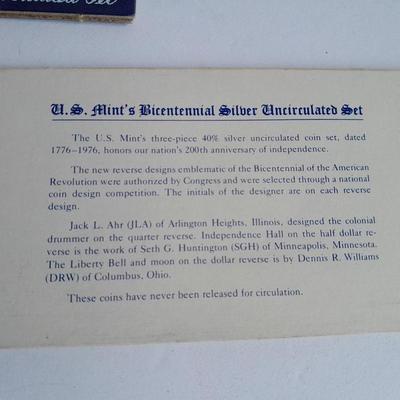 U.S. Mint's Bicentennial Silver Uncirculated Set
The U.S. Mint's three-piece 40% silver uncirculated coin set, dated
1776-1976, honors our nation's 200th anniversary of independence.
The new reverse designs emblematic of the Bicentennial of the American
Revolution were authorized by Congress and were selected through a national
coin design competition. The initials of the designer are on each reverse
design.
Jack L. Ahr (JLA) of Arlington Heights, Illinois, designed the colonial
drummer on the quarter reverse. Independence Hall on the half dollar re-
verse is the work of Seth G. Huntington (SGH) of Minneapolis, Minnesota.
The Liberty Bell and moon on the dollar reverse is by Dennis R. Williams
(DRW) of Columbus, Ohio.
These coins have never been released for circulation.